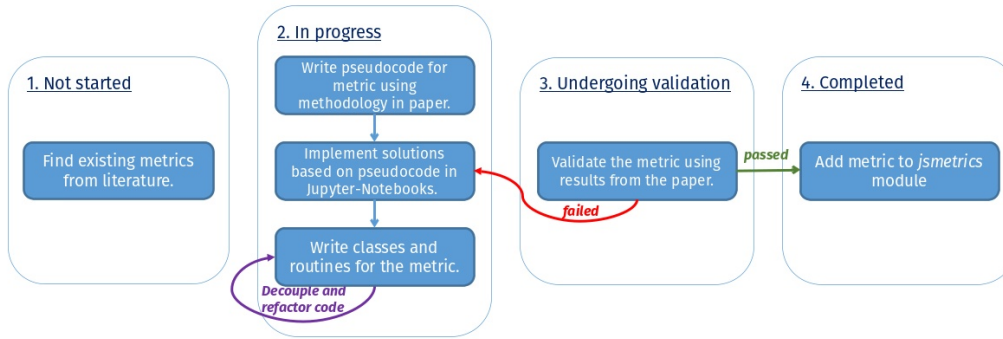 1. Not started
Find existing metrics
from literature.
2. In progress
Write pseudocode for
metric using
methodology in paper.
Implement solutions
based on pseudocode in
Jupyter-Notebooks.
Write classes and
routines for the metric.
Decouple and
refactor code
3. Undergoing validation
Validate the metric using
results from the paper.
failed
passed
4. Completed
Add metric to jsmetrics
module